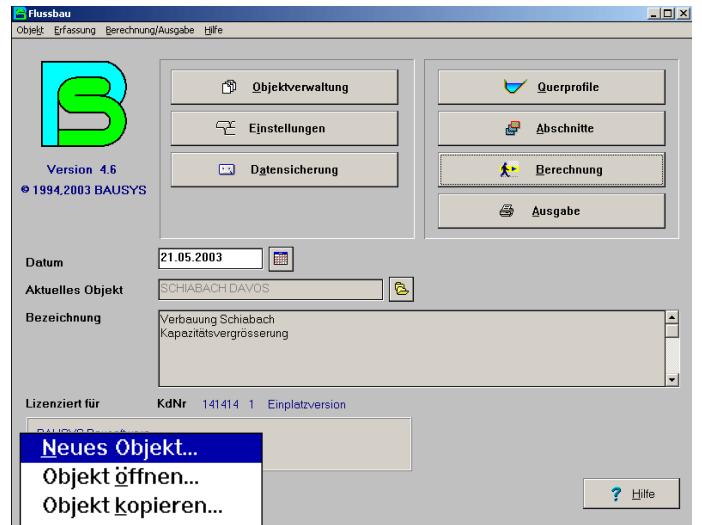 Flussbau
Objekt Erfassung Berechnung/Ausgabe Hilfe
Objektverwaltung
Einstellungen
Datensicherung
Querprofile
Abschnitte
Berechnung
Ausgabe
Version 4.6
© 1994,2003 BAUSYS
Datum
21.05.2003
Aktuelles Objekt
SCHIABACH DAVOS
Bezeichnung
Verbauung Schiabach
Kapazitätsvergrösserung
Lizenziert für
KdNr 141414 1 Einplatzversion
Neues Objekt...
Objekt öffnen...
Objekt kopieren...
Hilfe